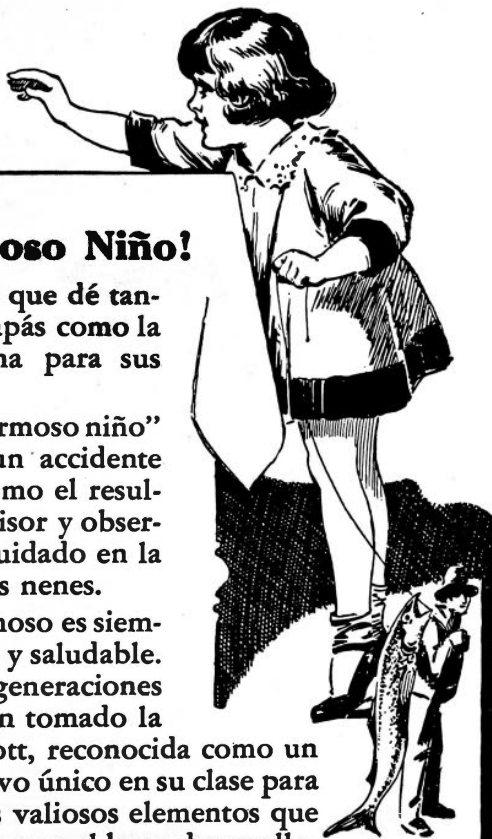 oso Niño!
que dé tan-
apás como la
na para sus
rmoso niño”
un accidente
mo el resul-
isor y obser-
uidado en la
s nenes.
noso es siem-
y saludable.
generaciones
n tomado la
ott, reconocida como un
vo único en su clase para
s valiosos elementos que